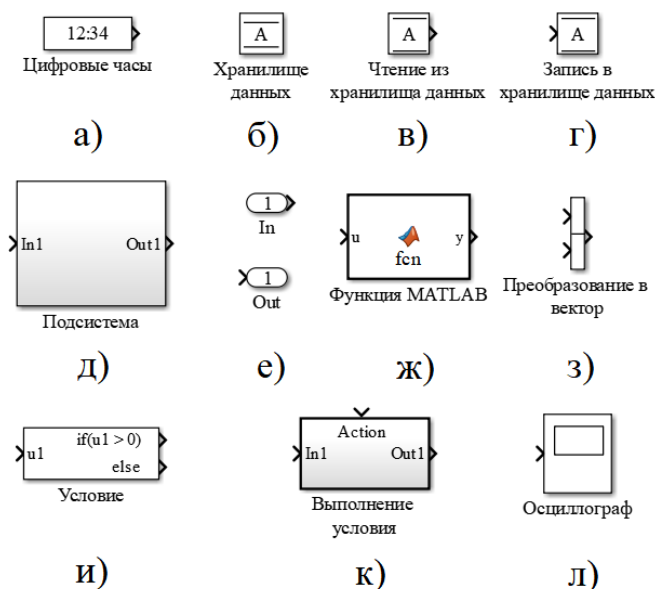 12:34
Цифровые часы
а)
A
Хранилище
данных
б)
A
Чтение из
хранилища данных
в)
A
Запись в
хранилище данных
г)
In1 Out1
Подсистема
д)
1
In
1
Out
е)
u fcn y
Функция MATLAB
ж)
Преобразование в
вектор
з)
u1 if(u1 > 0)
else
Условие
и)
Action
In1 Out1
Выполнение
условия
к)
Осциллограф
л)